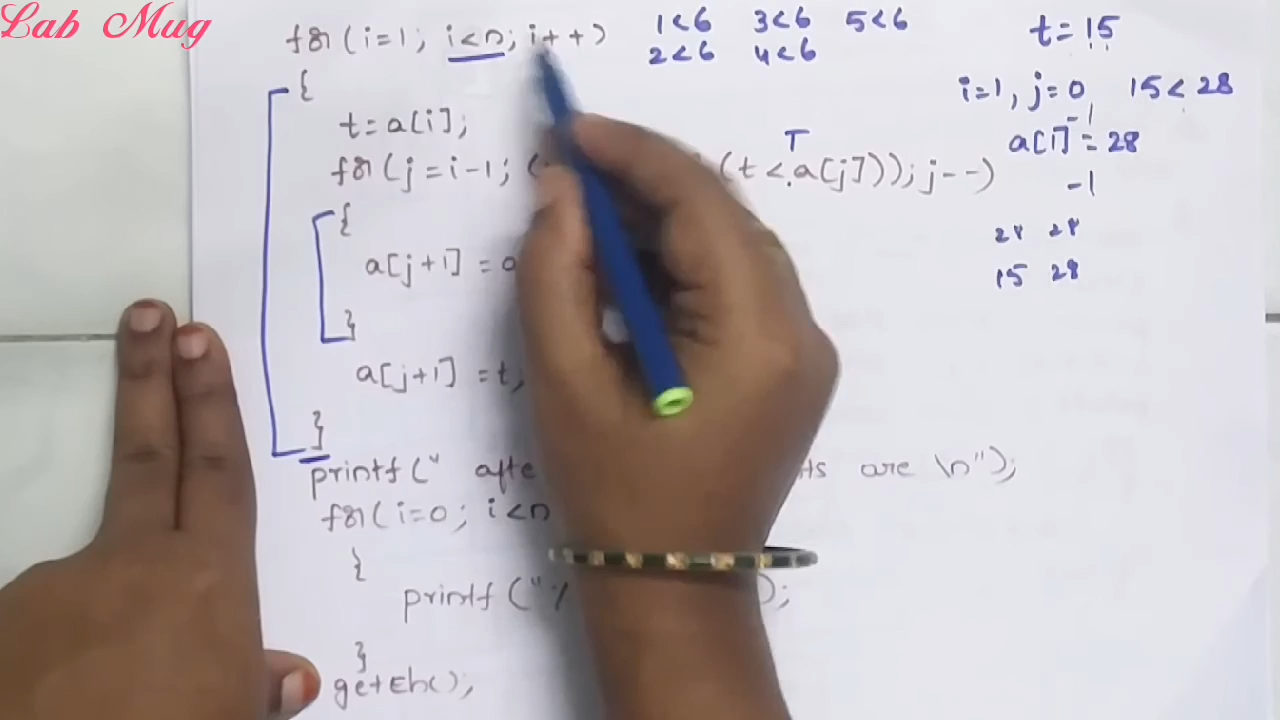 Lab Mug
for(i=1; i<n; i++) 1<6 3<6 5<6
2<6 4<6
t=15
{
i=1, j=0 15<28
-1
t=a[i];
a[1]=28
T
for(j=i-1; ( (t<a[j])); j--)
-1
{
28 28
a[j+1] =
15 28
}
a[j+1] =t;
}
printf(" are \n");
for(i=0; i<n
{
printf(" );
}
getch();